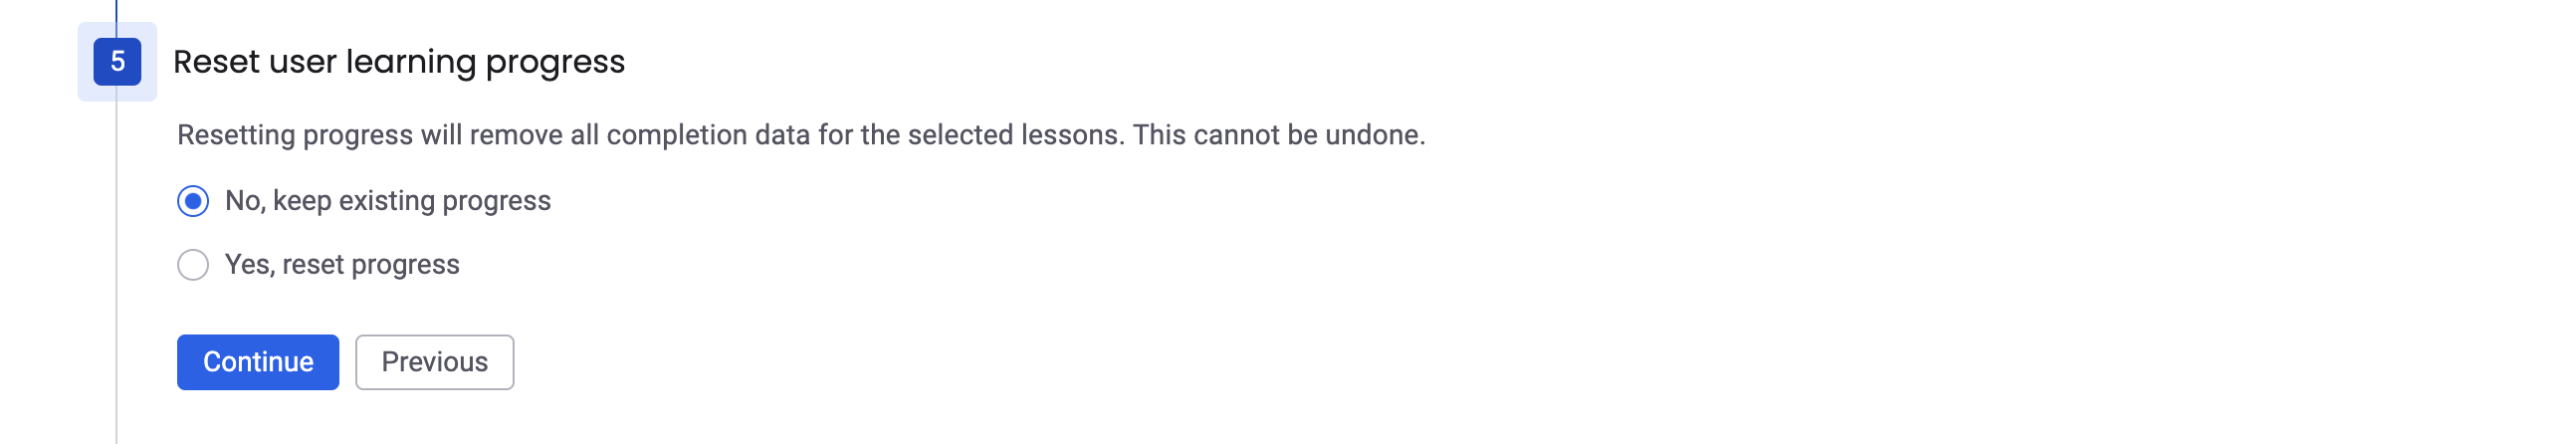 5
Reset user learning progress
Resetting progress will remove all completion data for the selected lessons. This cannot be undone.
No, keep existing progress
Yes, reset progress
Continue
Previous